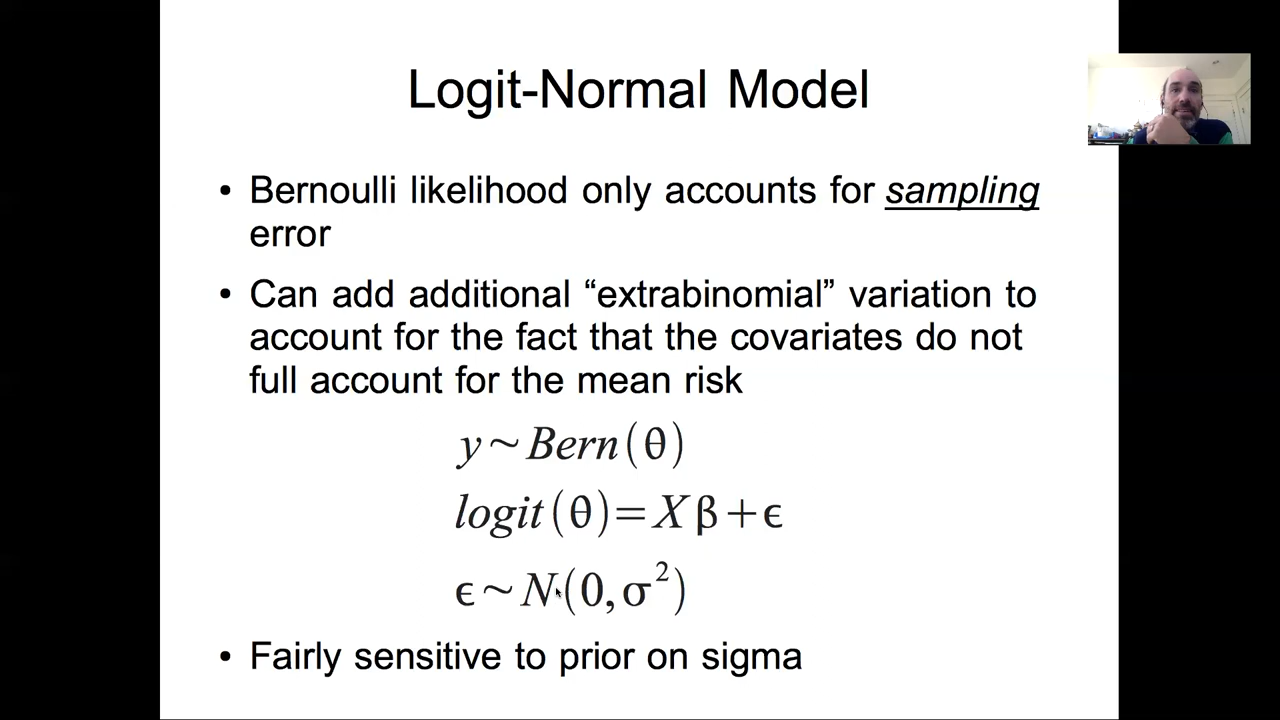 Logit-Normal Model
• Bernoulli likelihood only accounts for sampling
error
• Can add additional “extrabinomial” variation to
account for the fact that the covariates do not
full account for the mean risk
y ~ Bern(θ)
logit(θ) = X β + ϵ
ϵ ~ N(0, σ²)
• Fairly sensitive to prior on sigma